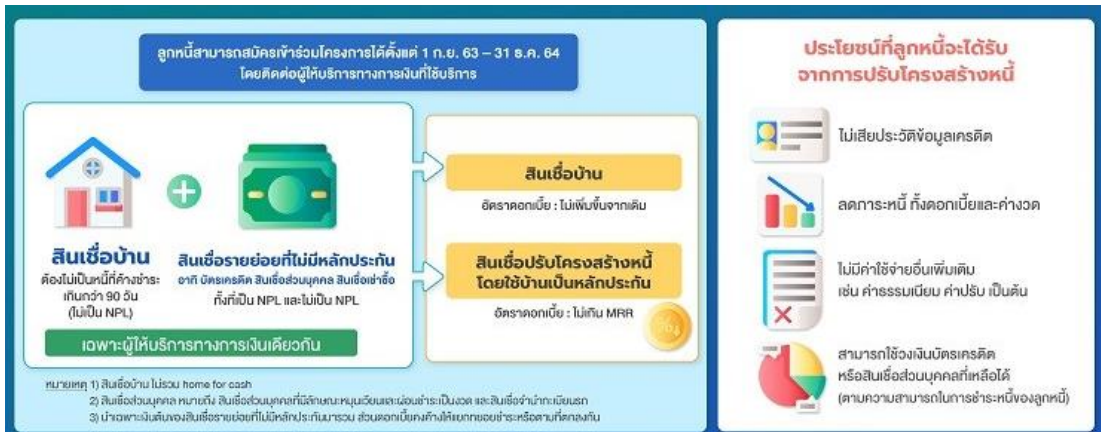 ลูกหนี้สามารถสมัครเข้าร่วมโครงการได้ตั้งแต่ 1 ก.ย. 63 – 31 ธ.ค. 64
โดยติดต่อผู้ให้บริการทางการเงินที่ใช้บริการ
สินเชื่อบ้าน
ต้องไม่เป็นหนี้ที่ค้างชำระ
เกินกว่า 90 วัน
(ไม่เป็น NPL)
สินเชื่อรายย่อยที่ไม่มีหลักประกัน
อาทิ บัตรเครดิต สินเชื่อส่วนบุคคล สินเชื่อเช่าซื้อ
ทั้งที่เป็น NPL และไม่เป็น NPL
เฉพาะผู้ให้บริการทางการเงินเดียวกัน
สินเชื่อบ้าน
อัตราดอกเบี้ย : ไม่เพิ่มขึ้นจากเดิม
สินเชื่อปรับโครงสร้างหนี้
โดยใช้บ้านเป็นหลักประกัน
อัตราดอกเบี้ย : ไม่เกิน MRR
หมายเหตุ 1) สินเชื่อบ้าน ไม่รวม home for cash
2) สินเชื่อส่วนบุคคล หมายถึง สินเชื่อส่วนบุคคลที่มีลักษณะหมุนเวียนและผ่อนชำระเป็นงวด และสินเชื่อจำนำทะเบียนรถ
3) นำเฉพาะเงินต้นของสินเชื่อรายย่อยที่ไม่มีหลักประกันมารวม ส่วนดอกเบี้ยคงค้างให้แยกทยอยชำระหรือตามที่ตกลงกัน
ประโยชน์ที่ลูกหนี้จะได้รับ
จากการปรับโครงสร้างหนี้
ไม่เสียประวัติข้อมูลเครดิต
ลดภาระหนี้ ทั้งดอกเบี้ยและค่างวด
ไม่มีค่าใช้จ่ายอื่นเพิ่มเติม
เช่น ค่าธรรมเนียม ค่าปรับ เป็นต้น
สามารถใช้วงเงินบัตรเครดิต
หรือสินเชื่อส่วนบุคคลที่เหลือได้
(ตามความสามารถในการชำระหนี้ของลูกหนี้)